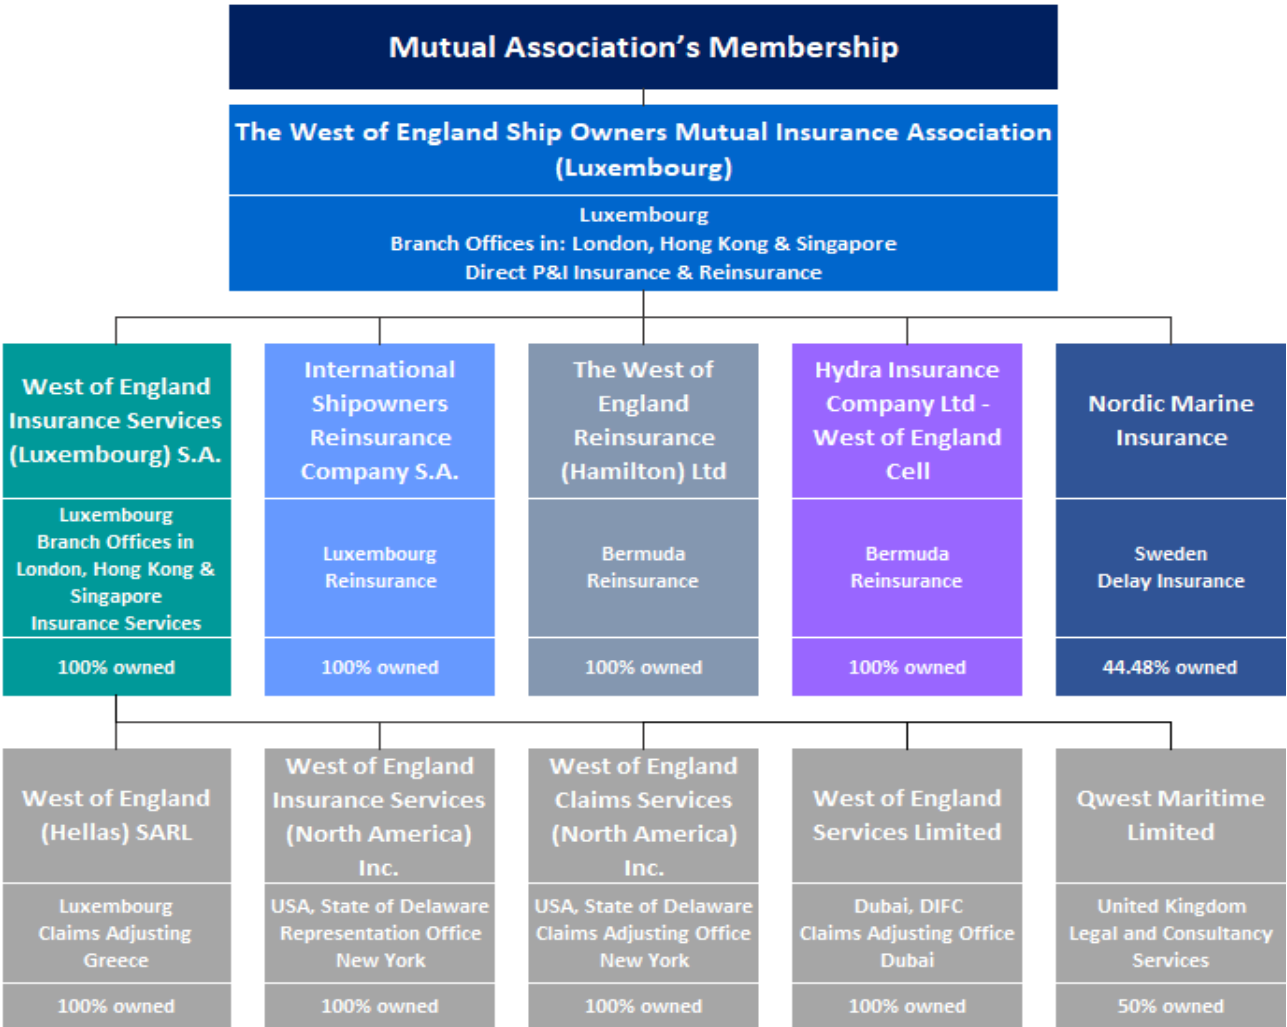 Mutual Association's Membership
The West of England Ship Owners Mutual Insurance Association
(Luxembourg)
Luxembourg
Branch Offices in: London, Hong Kong & Singapore
Direct P&I Insurance & Reinsurance
West of England
Insurance Services
(Luxembourg) S.A.
Luxembourg
Branch Offices in
London, Hong Kong &
Singapore
Insurance Services
100% owned
International
Shipowners
Reinsurance
Company S.A.
Luxembourg
Reinsurance
100% owned
The West of
England
Reinsurance
(Hamilton) Ltd
Bermuda
Reinsurance
100% owned
Hydra Insurance
Company Ltd -
West of England
Cell
Bermuda
Reinsurance
100% owned
Nordic Marine
Insurance
Sweden
Delay Insurance
44.48% owned
West of England
(Hellas) SARL
Luxembourg
Claims Adjusting
Greece
100% owned
West of England
Insurance Services
(North America)
Inc.
USA, State of Delaware
Representation Office
New York
100% owned
West of England
Claims Services
(North America)
Inc.
USA, State of Delaware
Claims Adjusting Office
New York
100% owned
West of England
Services Limited
Dubai, DIFC
Claims Adjusting Office
Dubai
100% owned
Qwest Maritime
Limited
United Kingdom
Legal and Consultancy
Services
50% owned